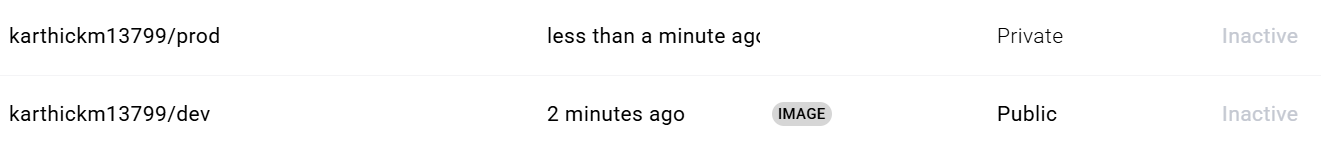 karthickm13799/prod less than a minute ago Private Inactive
karthickm13799/dev 2 minutes ago IMAGE Public Inactive